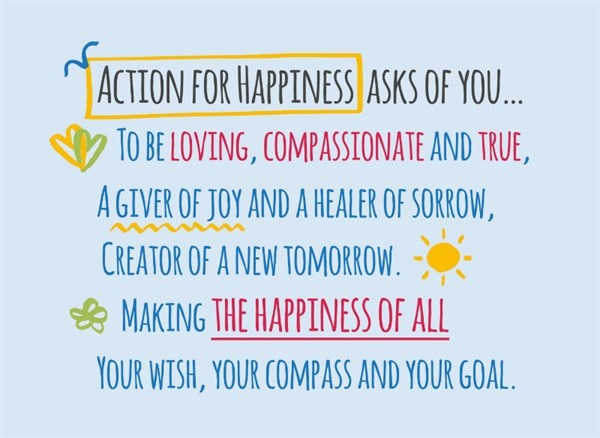 Action for Happiness asks of you...
To be loving, compassionate and true,
A giver of joy and a healer of sorrow,
Creator of a new tomorrow.
Making the happiness of all
Your wish, your compass and your goal.